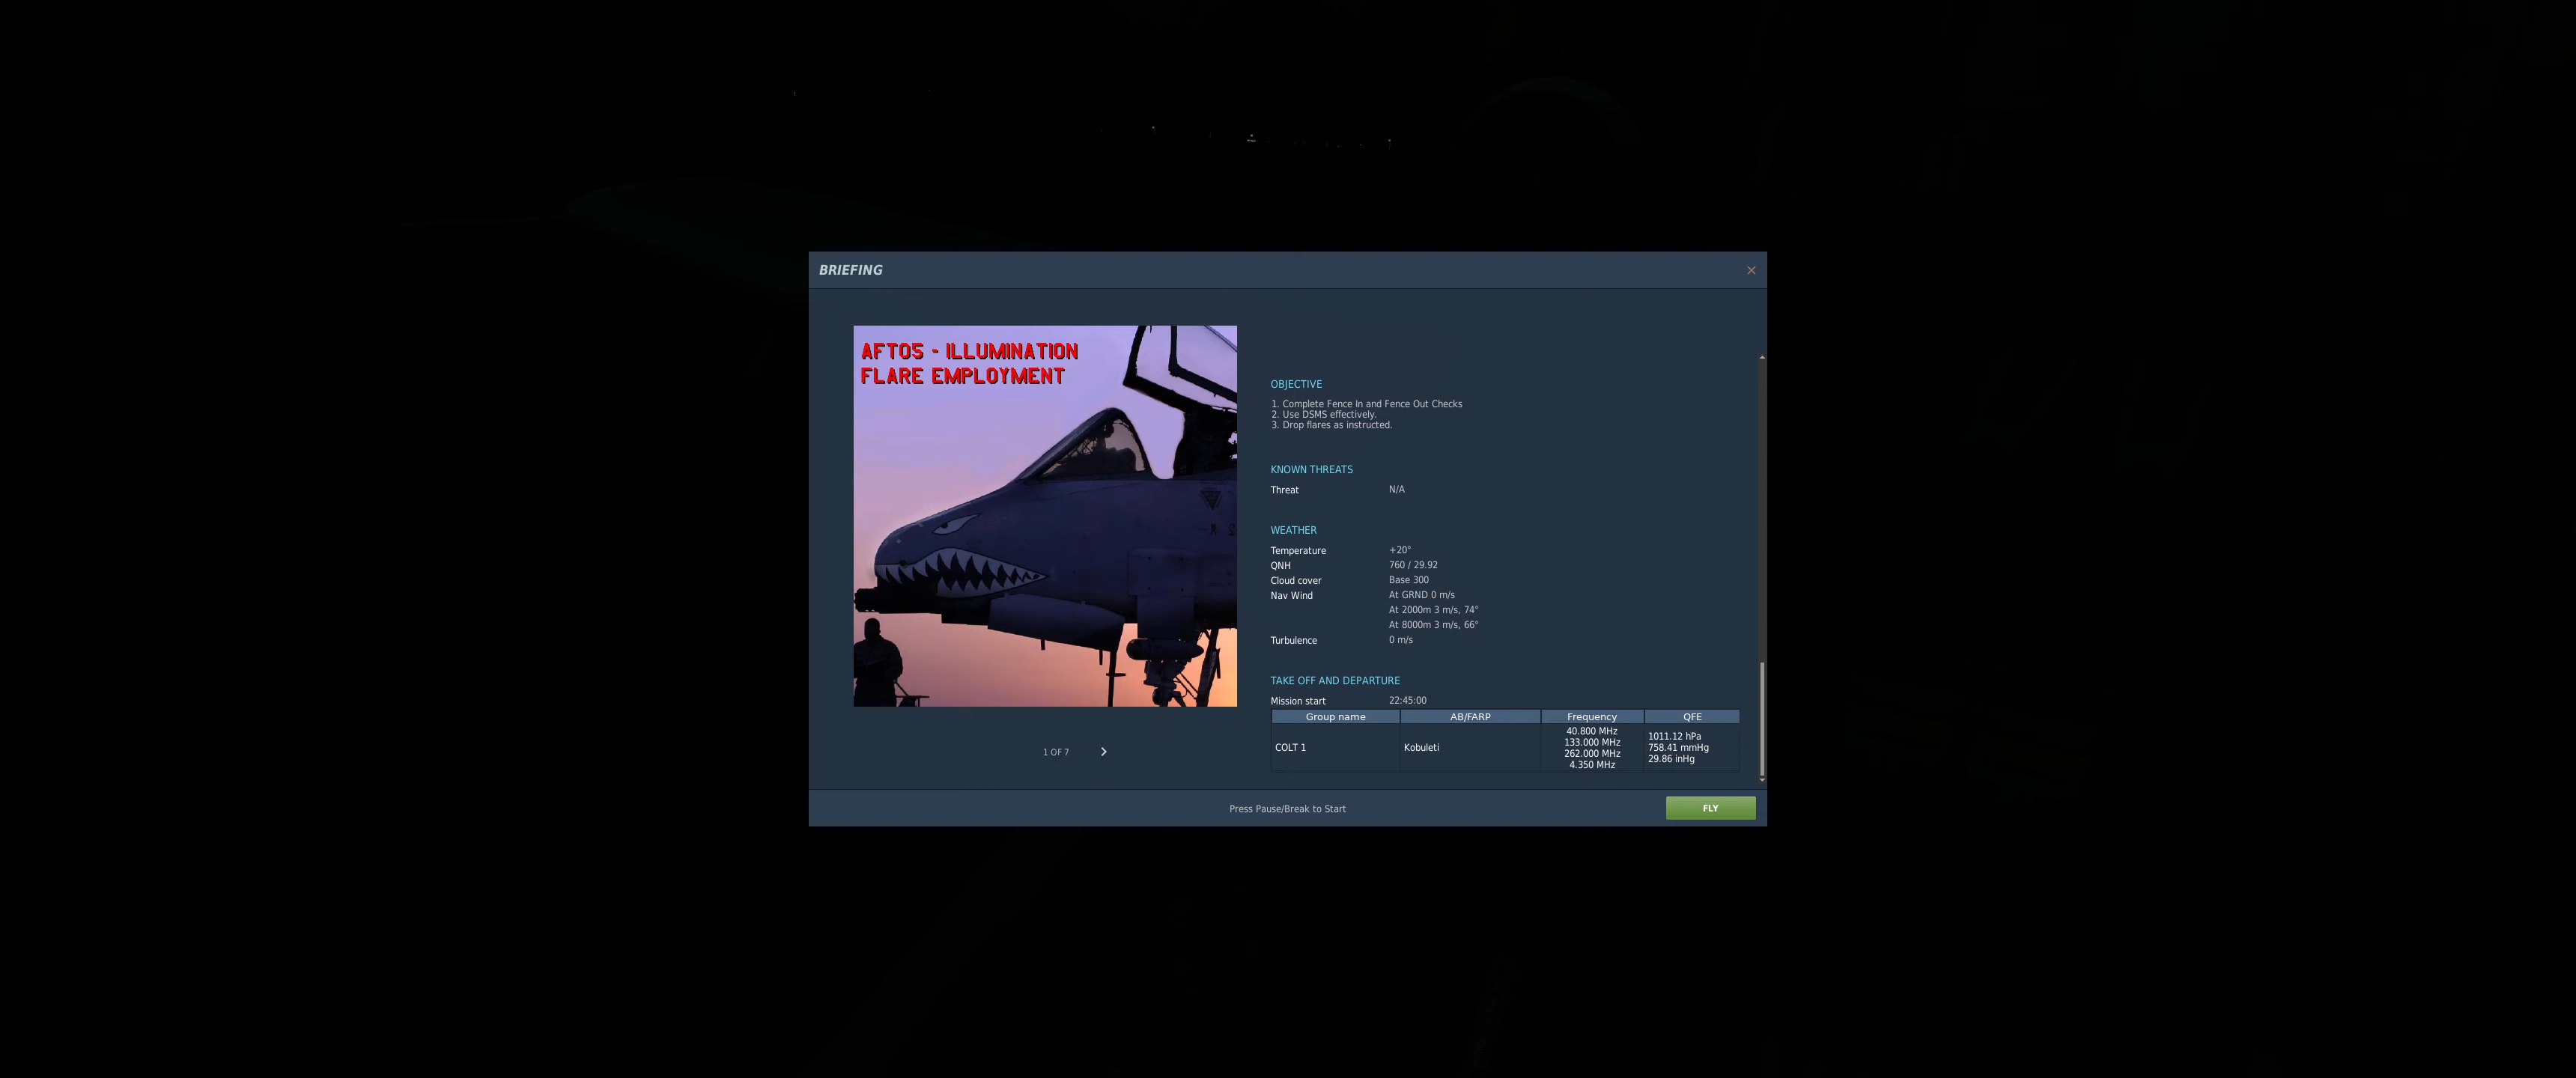 BRIEFING
AFT05 - ILLUMINATION
FLARE EMPLOYMENT
1 OF 7
OBJECTIVE
1. Complete Fence In and Fence Out Checks
2. Use DSMS effectively.
3. Drop flares as instructed.
KNOWN THREATS
Threat N/A
WEATHER
Temperature +20°
QNH 760 / 29.92
Cloud cover Base 300
Nav Wind At GRND 0 m/s
At 2000m 3 m/s, 74°
At 8000m 3 m/s, 66°
Turbulence 0 m/s
TAKE OFF AND DEPARTURE
Mission start 22:45:00
Group name AB/FARP Frequency QFE
COLT 1 Kobuleti
40.800 MHz
133.000 MHz
262.000 MHz
4.350 MHz
1011.12 hPa
758.41 mmHg
29.86 inHg
Press Pause/Break to Start
FLY